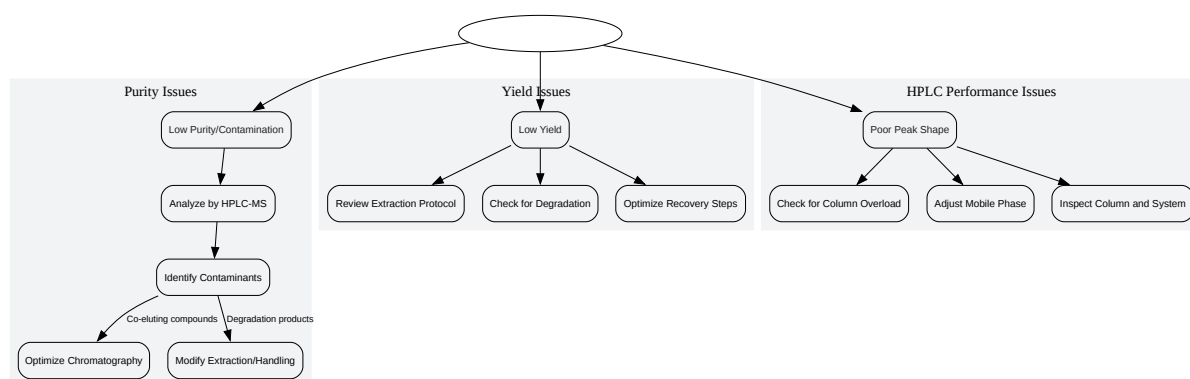 Purity Issues
Yield Issues
HPLC Performance Issues
Low Purity/Contamination
Low Yield
Poor Peak Shape
Analyze by HPLC-MS
Review Extraction Protocol
Check for Degradation
Optimize Recovery Steps
Check for Column Overload
Adjust Mobile Phase
Inspect Column and System
Identify Contaminants
Co-eluting compounds
Degradation products
Optimize Chromatography
Modify Extraction/Handling